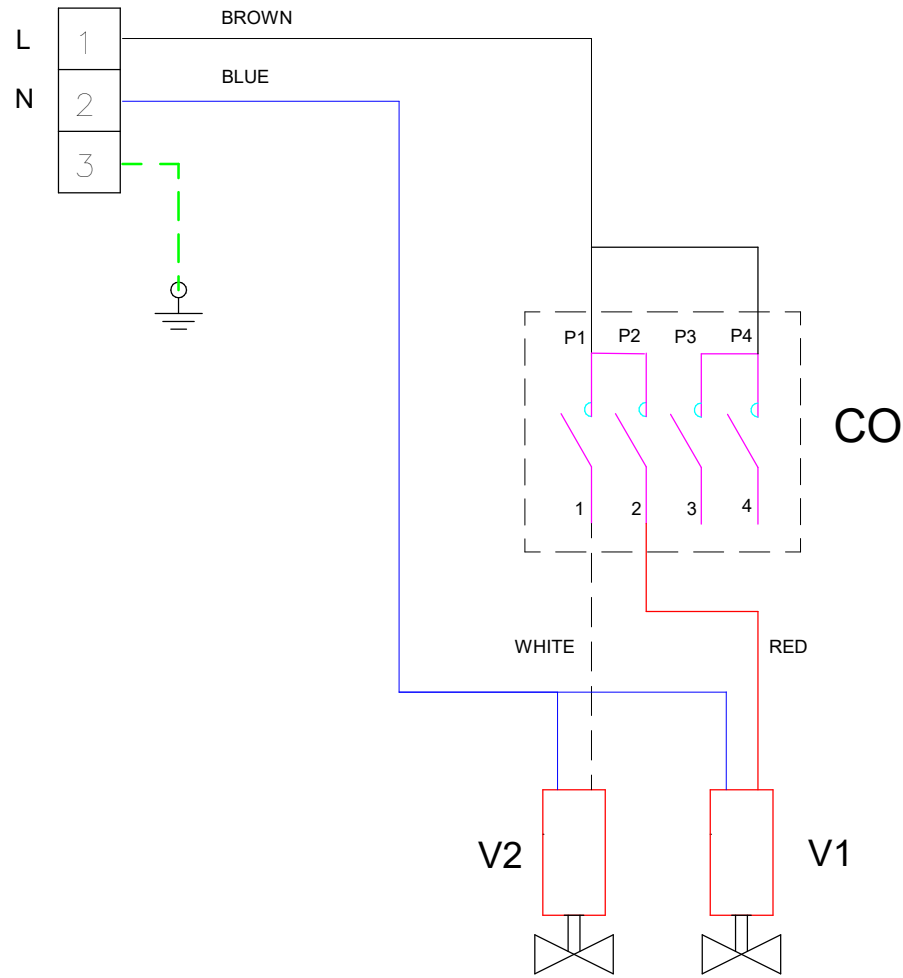 BROWN
L 1
BLUE
N 2
3
P1 P2 P3 P4
CO
1 2 3 4
WHITE RED
V2 V1